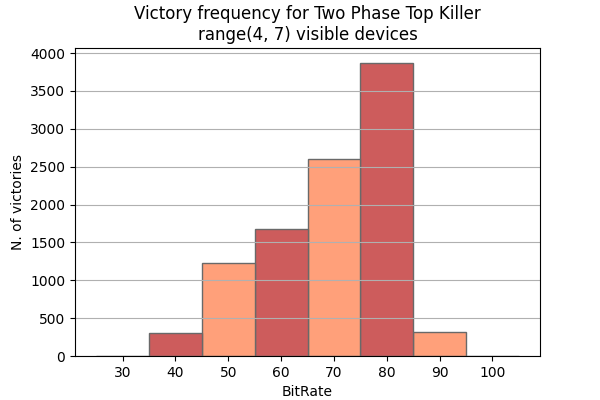 Victory frequency for Two Phase Top Killer
range(4, 7) visible devices
4000
3500
3000
2500
2000
1500
1000
500
0
N. of victories
30 40 50 60 70 80 90 100
BitRate